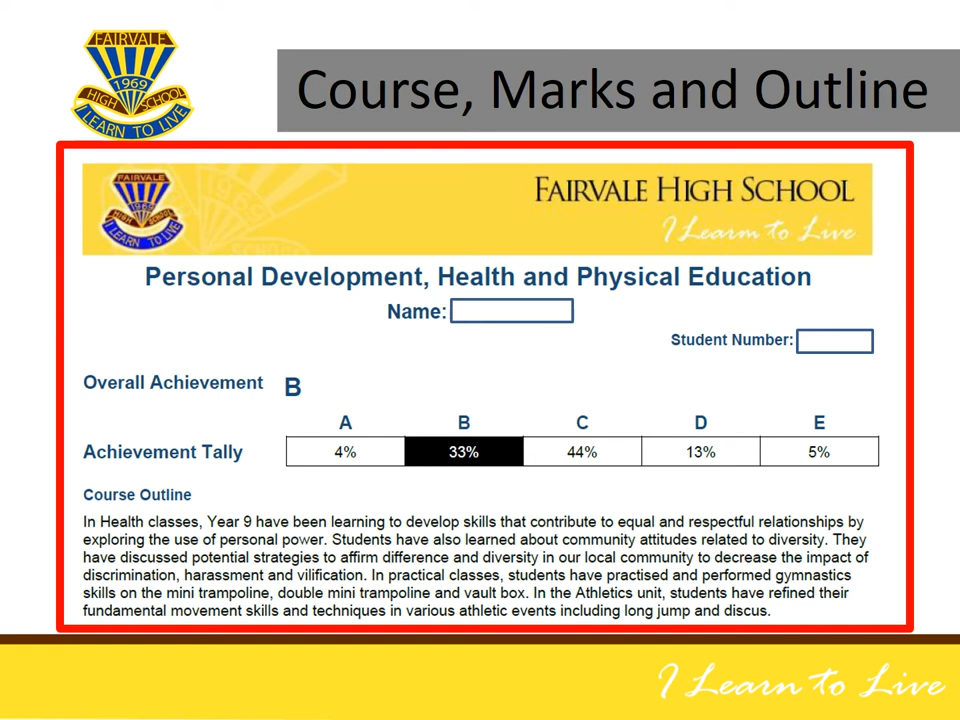 FAIRVALE
1969
HIGH SCHOOL
I LEARN TO LIVE
Course, Marks and Outline
FAIRVALE
1969
HIGH SCHOOL
I LEARN TO LIVE
FAIRVALE HIGH SCHOOL
I Learn to Live
Personal Development, Health and Physical Education
Name:
Student Number:
Overall Achievement B
A B C D E
Achievement Tally 4% 33% 44% 13% 5%
Course Outline
In Health classes, Year 9 have been learning to develop skills that contribute to equal and respectful relationships by
exploring the use of personal power. Students have also learned about community attitudes related to diversity. They
have discussed potential strategies to affirm difference and diversity in our local community to decrease the impact of
discrimination, harassment and vilification. In practical classes, students have practised and performed gymnastics
skills on the mini trampoline, double mini trampoline and vault box. In the Athletics unit, students have refined their
fundamental movement skills and techniques in various athletic events including long jump and discus.
I Learn to Live